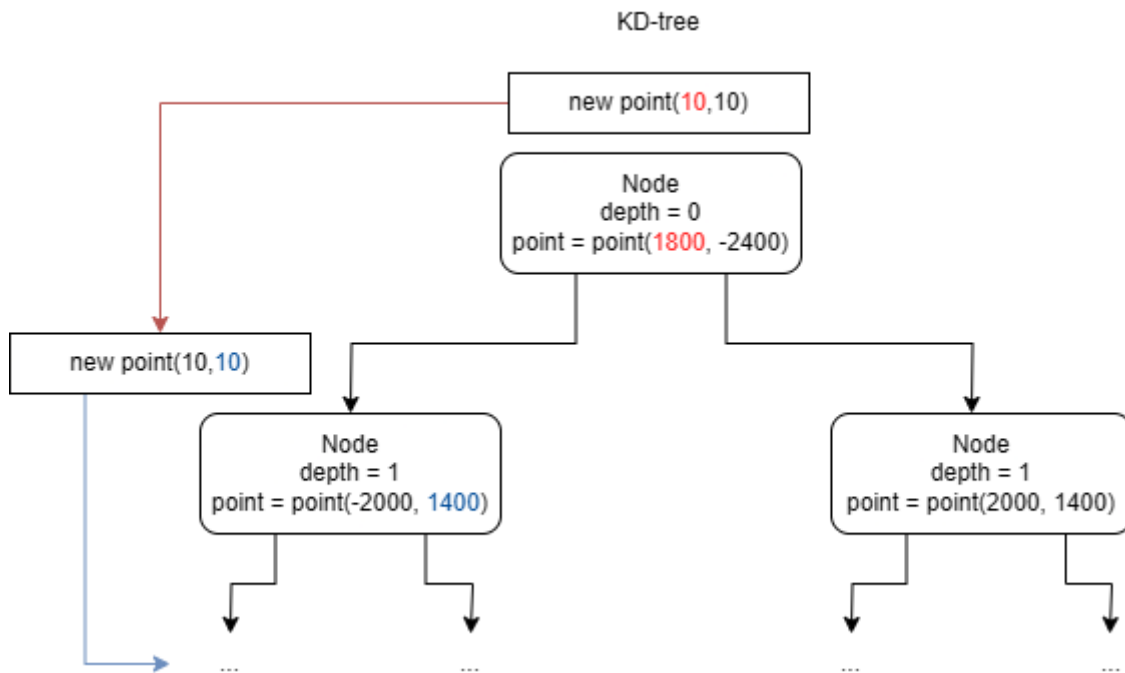 KD-tree
new point(10,10)
Node
depth = 0
point = point(1800, -2400)
new point(10,10)
Node
depth = 1
point = point(-2000, 1400)
Node
depth = 1
point = point(2000, 1400)
...
...
...
...